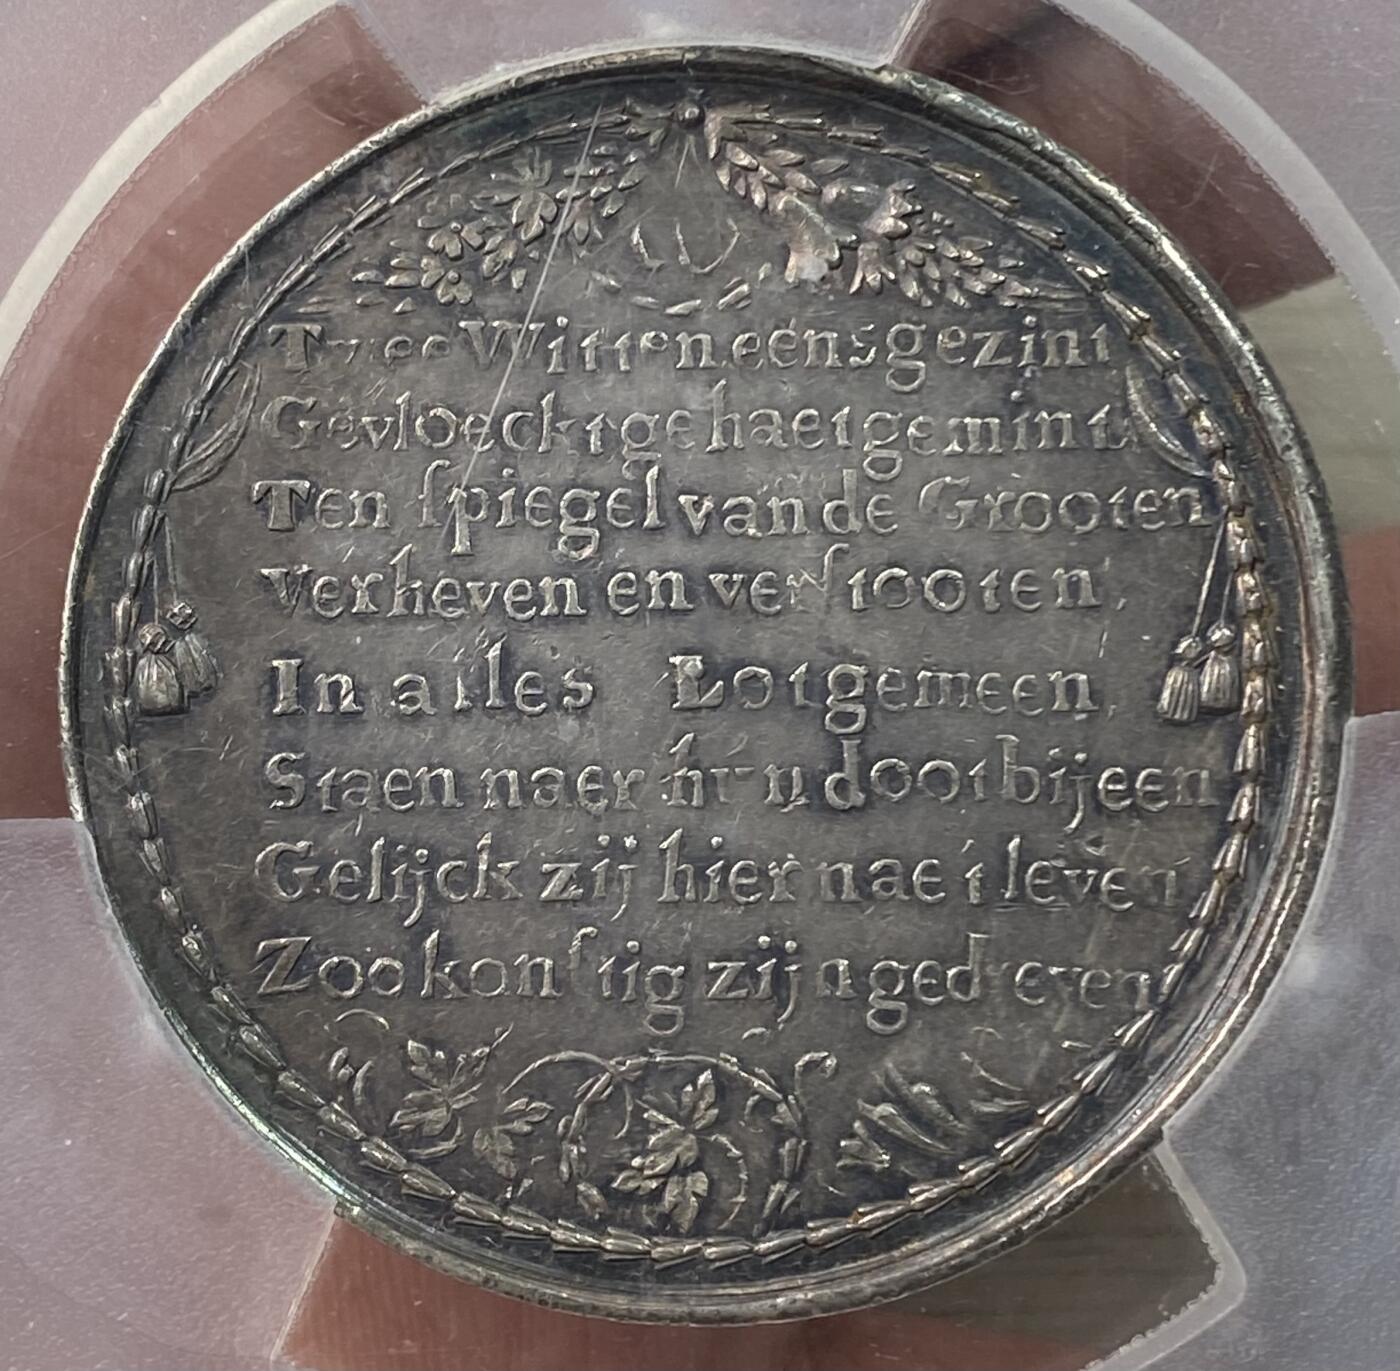 Twee Witten eensgezint
Gevloeckt gehaet gemint
Ten ſpiegel van de Grooten
verheven en verſtooten,
In alles Lotgemeen,
Staen naer hun doot bijeen
Gelijck zij hier nae t leven
Zoo konſtig zijn gedreven